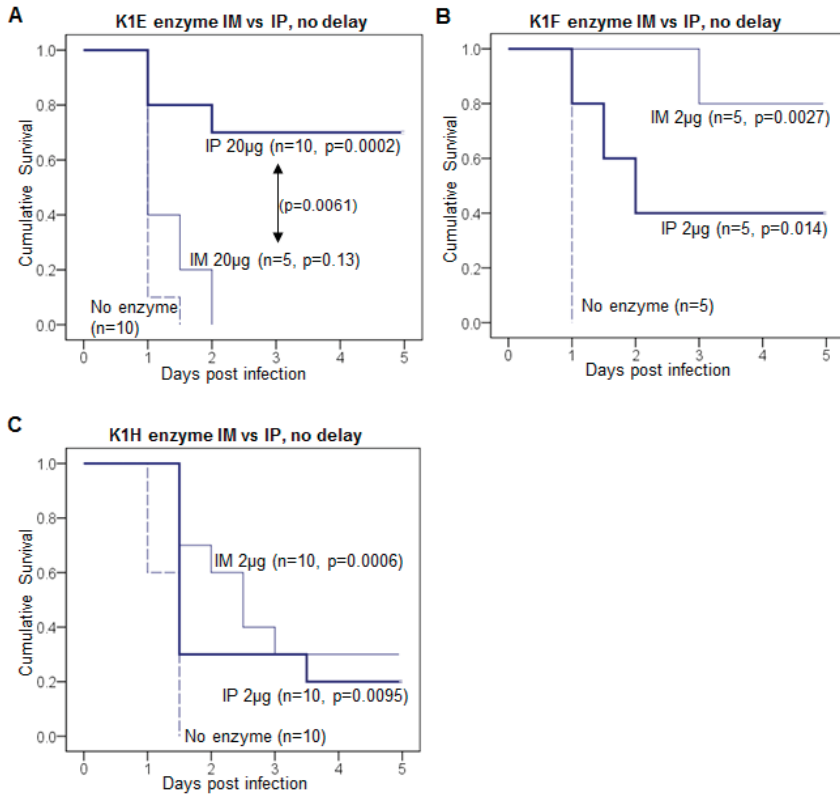 A
K1E enzyme IM vs IP, no delay
Cumulative Survival
1.0
0.8
0.6
0.4
0.2
0.0
IP 20µg (n=10, p=0.0002)
(p=0.0061)
IM 20µg (n=5, p=0.13)
No enzyme
(n=10)
0 1 2 3 4 5
Days post infection
B
K1F enzyme IM vs IP, no delay
Cumulative Survival
1.0
0.8
0.6
0.4
0.2
0.0
IM 2µg (n=5, p=0.0027)
IP 2µg (n=5, p=0.014)
No enzyme (n=5)
0 1 2 3 4 5
Days post infection
C
K1H enzyme IM vs IP, no delay
Cumulative Survival
1.0
0.8
0.6
0.4
0.2
0.0
IM 2µg (n=10, p=0.0006)
IP 2µg (n=10, p=0.0095)
No enzyme (n=10)
0 1 2 3 4 5
Days post infection